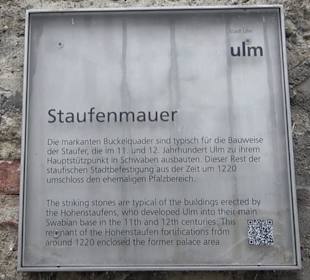 Stadt Ulm
ulm
Staufenmauer
Die markanten Buckelquader sind typisch für die Bauweise
der Staufer, die im 11. und 12. Jahrhundert Ulm zu ihrem
Hauptstützpunkt in Schwaben ausbauten. Dieser Rest der
staufischen Stadtbefestigung aus der Zeit um 1220
umschloss den ehemaligen Pfalzbereich.
The striking stones are typical of the buildings erected by
the Hohenstaufens, who developed Ulm into their main
Swabian base in the 11th and 12th centuries. This
remnant of the Hohenstaufen fortifications from
around 1220 enclosed the former palace area.